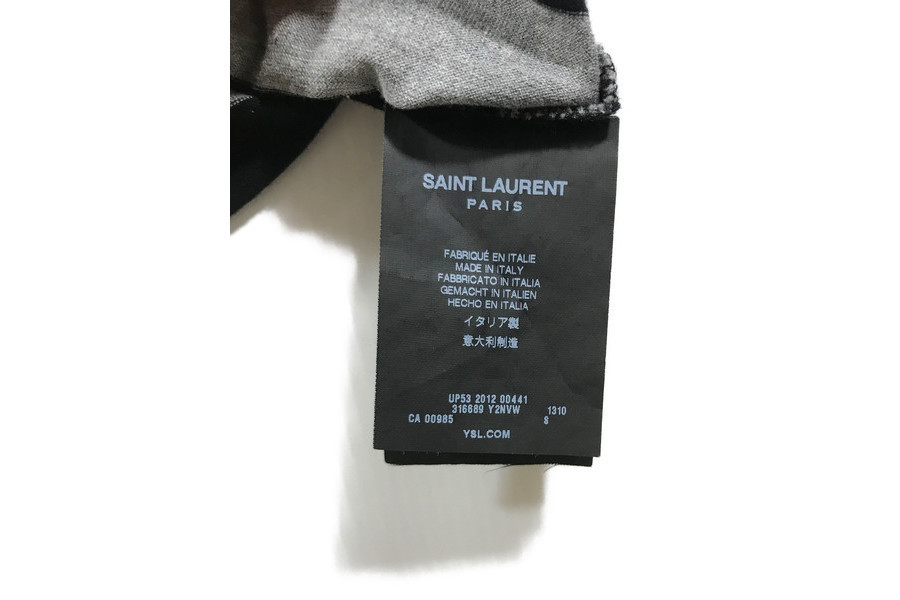 SAINT LAURENT
PARIS
FABRIQUÉ EN ITALIE
MADE IN ITALY
FABBRICATO IN ITALIA
GEMACHT IN ITALIEN
HECHO EN ITALIA
イタリア製
意大利制造
UP53 2012 00441
316689 Y2NVW 1310
CA 00985 8
YSL.COM